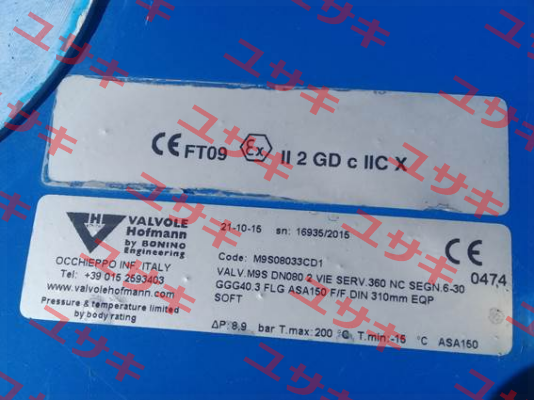 ユサキ
CE FT09 Ex II 2 GD c IIC X
H
VALVOLE
Hofmann
by BONINO
Engineering
OCCHIEPPO INF. ITALY
Tel: +39 015 2593403
www.valvolehofmann.com
Pressure & temperature limited
by body rating
21-10-15 sn: 16935/2015
Code: M9S08033CD1
VALV.M9S DN080 2 VIE SERV.360 NC SEGN.6-30
GGG40.3 FLG ASA150 F/F DIN 310mm EQP
SOFT
ΔP: 8,9 bar T.max: 200 °C T.min:-15 °C ASA150
CE
0474